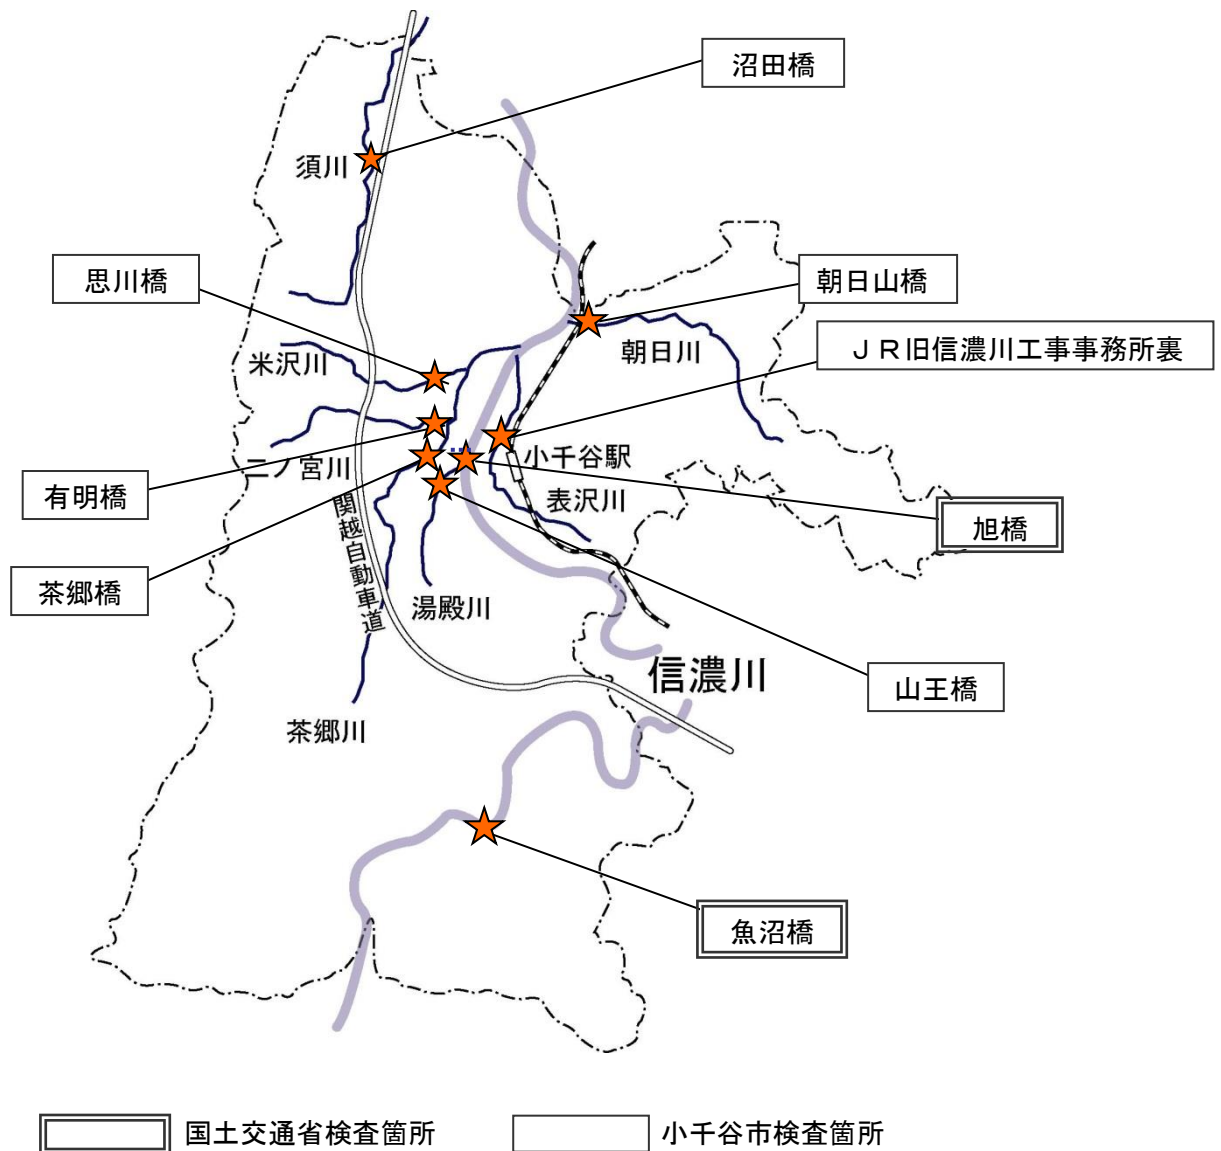 沼田橋
須川
思川橋
朝日山橋
米沢川
朝日川
JR旧信濃川工事事務所裏
二ノ宮川
小千谷駅
有明橋
表沢川
関越自動車道
旭橋
茶郷橋
湯殿川
信濃川
山王橋
茶郷川
魚沼橋
国土交通省検査箇所
小千谷市検査箇所